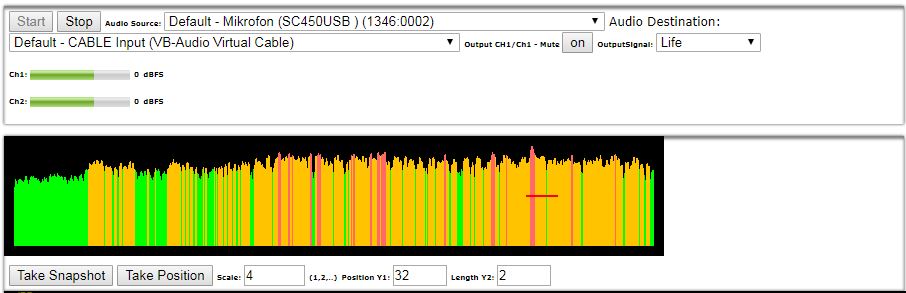 Start Stop Audio Source: Default - Mikrofon (SC450USB ) (1346:0002) Audio Destination:
Default - CABLE Input (VB-Audio Virtual Cable) Output CH1/Ch1 - Mute on OutputSignal: Life
Ch1: 0 dBFS
Ch2: 0 dBFS
Take Snapshot Take Position Scale: 4 (1,2,..) Position Y1: 32 Length Y2: 2